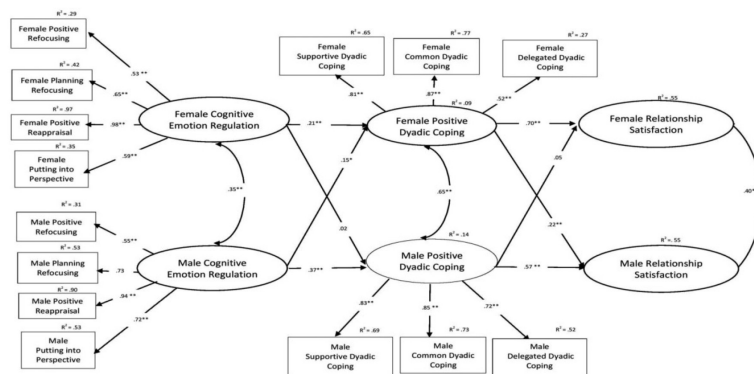 R² = .29
Female Positive
Refocusing
R² = .42
Female Planning
Refocusing
R² = .97
Female Positive
Reappraisal
R² = .35
Female
Putting into
Perspective
.53 **
.65**
.98**
.59**
Female Cognitive
Emotion Regulation
.35**
R² = .31
Male Positive
Refocusing
R² = .53
Male Planning
Refocusing
R² = .90
Male Positive
Reappraisal
R² = .53
Male
Putting into
Perspective
.55**
.73
.94 **
.72**
Male Cognitive
Emotion Regulation
.21**
.15*
.02
.37**
R² = .65
Female
Supportive Dyadic
Coping
R² = .77
Female
Common Dyadic
Coping
R² = .27
Female
Delegated Dyadic
Coping
.81**
.87**
.52**
R² = .09
Female Positive
Dyadic Coping
.65**
R² = .14
Male Positive
Dyadic Coping
.83**
.85 **
.72**
Male
Supportive Dyadic
Coping
R² = .69
Male
Common Dyadic
Coping
R² = .73
Male
Delegated Dyadic
Coping
R² = .52
.70**
.05
.22**
.57 **
R² = .55
Female Relationship
Satisfaction
.40*
R² = .55
Male Relationship
Satisfaction